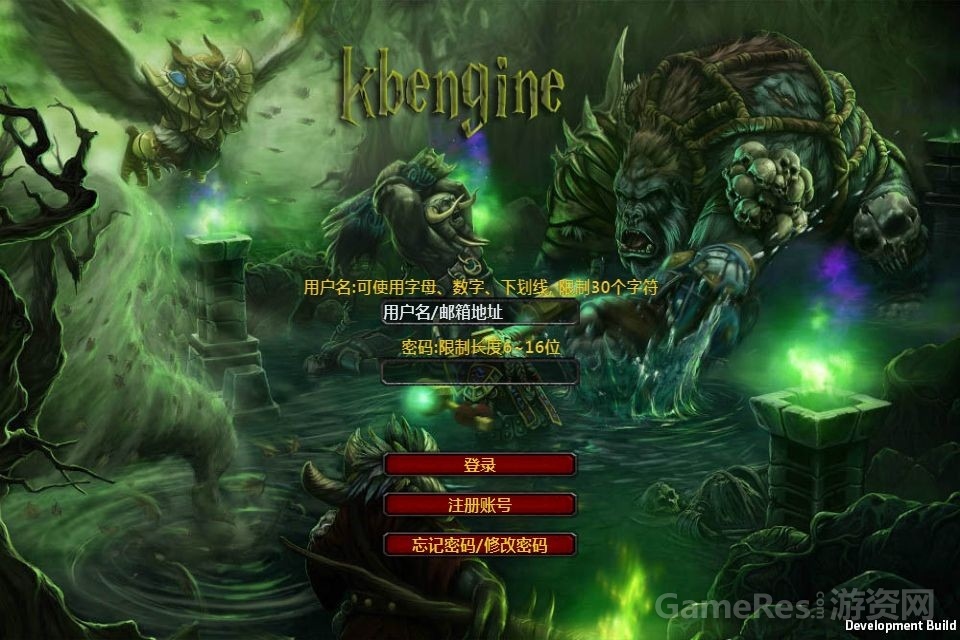 kbengine
用户名:可使用字母、数字、下划线, 限制30个字符
用户名/邮箱地址
密码:限制长度6~16位
登录
注册账号
忘记密码/修改密码
GameRes.com 游资网
Development Build